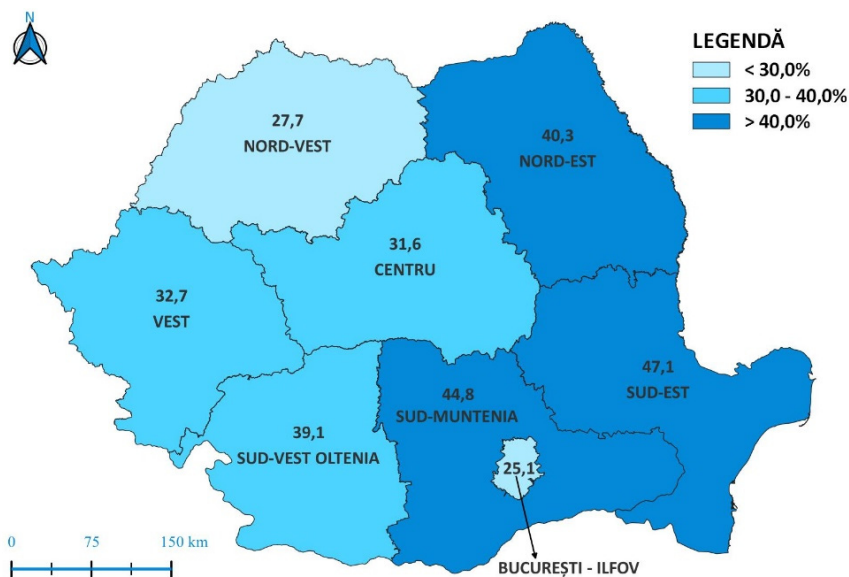 N
LEGENDĂ
< 30,0%
30,0 - 40,0%
> 40,0%
27,7
NORD-VEST
40,3
NORD-EST
31,6
CENTRU
32,7
VEST
47,1
SUD-EST
44,8
SUD-MUNTENIA
39,1
SUD-VEST OLTENIA
25,1
BUCUREȘTI - ILFOV
0 75 150 km